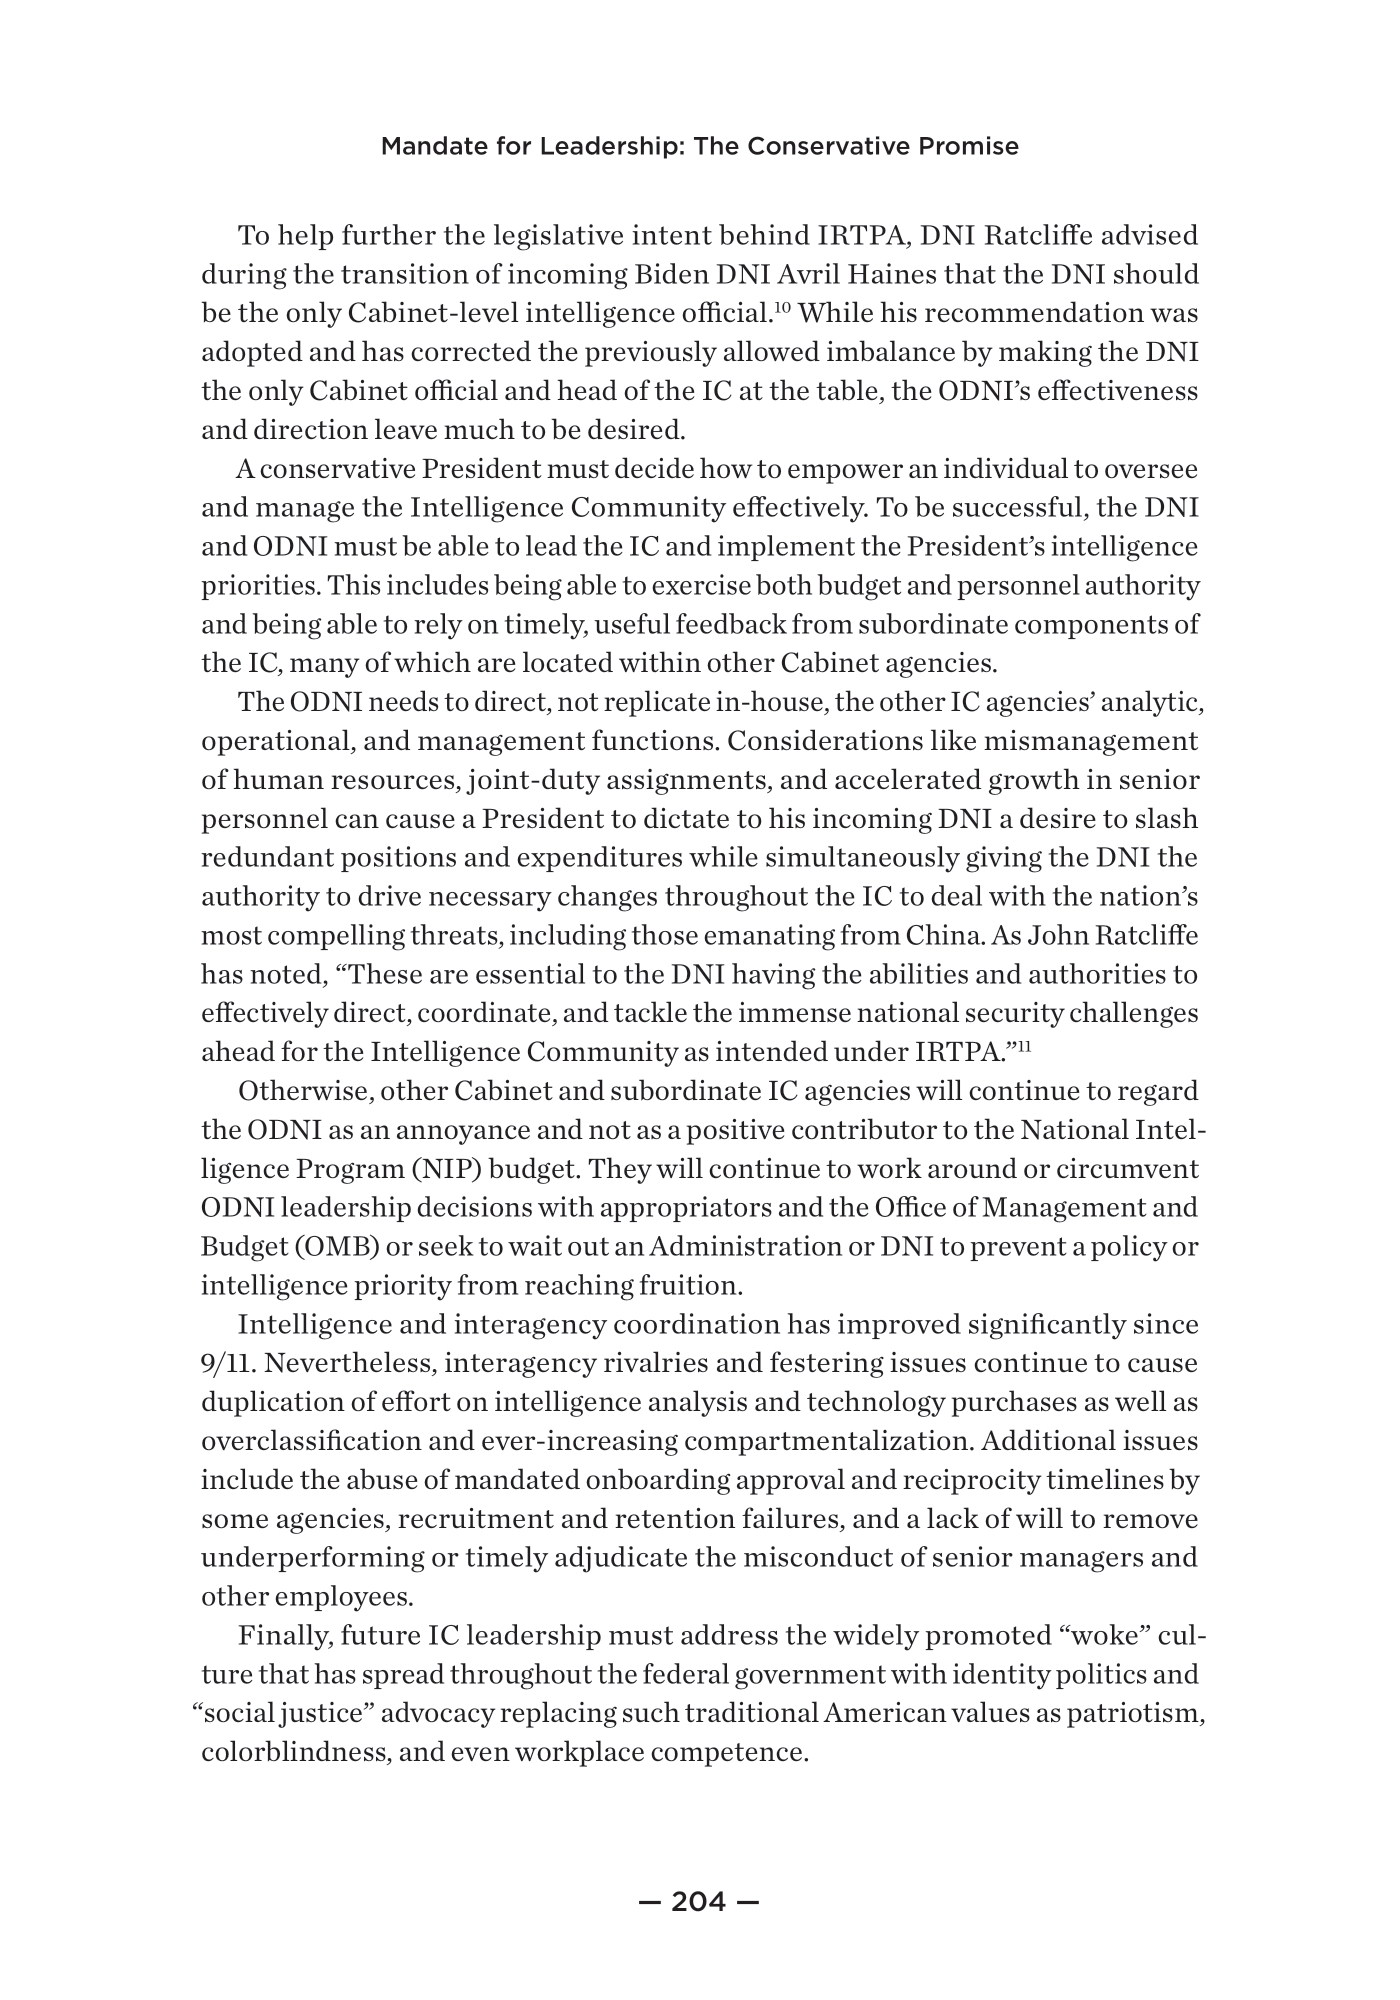 Mandate for Leadership: The Conservative Promise
To help further the legislative intent behind IRTPA, DNI Ratcliffe advised
during the transition of incoming Biden DNI Avril Haines that the DNI should
be the only Cabinet-level intelligence official.¹⁰ While his recommendation was
adopted and has corrected the previously allowed imbalance by making the DNI
the only Cabinet official and head of the IC at the table, the ODNI’s effectiveness
and direction leave much to be desired.
A conservative President must decide how to empower an individual to oversee
and manage the Intelligence Community effectively. To be successful, the DNI
and ODNI must be able to lead the IC and implement the President’s intelligence
priorities. This includes being able to exercise both budget and personnel authority
and being able to rely on timely, useful feedback from subordinate components of
the IC, many of which are located within other Cabinet agencies.
The ODNI needs to direct, not replicate in-house, the other IC agencies’ analytic,
operational, and management functions. Considerations like mismanagement
of human resources, joint-duty assignments, and accelerated growth in senior
personnel can cause a President to dictate to his incoming DNI a desire to slash
redundant positions and expenditures while simultaneously giving the DNI the
authority to drive necessary changes throughout the IC to deal with the nation’s
most compelling threats, including those emanating from China. As John Ratcliffe
has noted, “These are essential to the DNI having the abilities and authorities to
effectively direct, coordinate, and tackle the immense national security challenges
ahead for the Intelligence Community as intended under IRTPA.”¹¹
Otherwise, other Cabinet and subordinate IC agencies will continue to regard
the ODNI as an annoyance and not as a positive contributor to the National Intel-
ligence Program (NIP) budget. They will continue to work around or circumvent
ODNI leadership decisions with appropriators and the Office of Management and
Budget (OMB) or seek to wait out an Administration or DNI to prevent a policy or
intelligence priority from reaching fruition.
Intelligence and interagency coordination has improved significantly since
9/11. Nevertheless, interagency rivalries and festering issues continue to cause
duplication of effort on intelligence analysis and technology purchases as well as
overclassification and ever-increasing compartmentalization. Additional issues
include the abuse of mandated onboarding approval and reciprocity timelines by
some agencies, recruitment and retention failures, and a lack of will to remove
underperforming or timely adjudicate the misconduct of senior managers and
other employees.
Finally, future IC leadership must address the widely promoted “woke” cul-
ture that has spread throughout the federal government with identity politics and
“social justice” advocacy replacing such traditional American values as patriotism,
colorblindness, and even workplace competence.
— 204 —